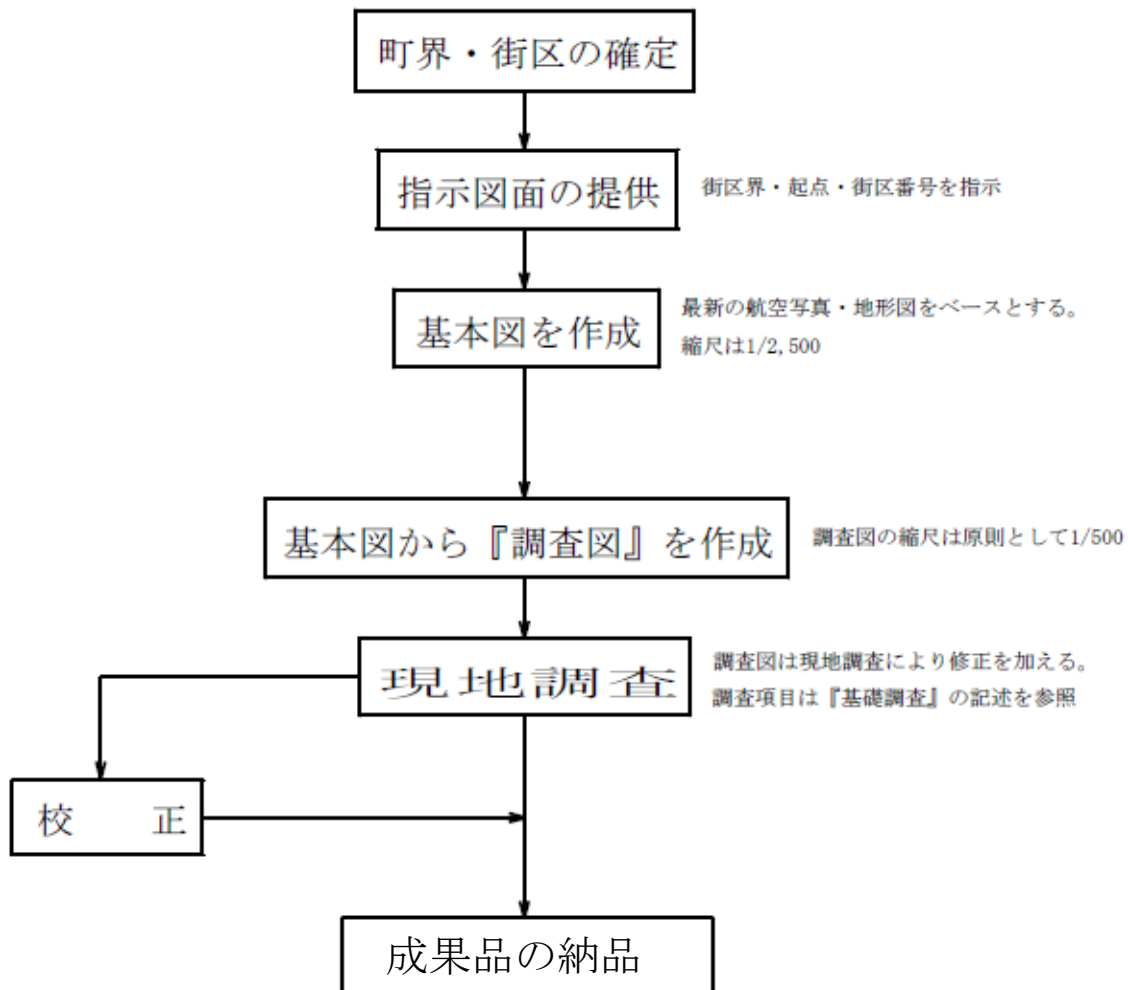 町界・街区の確定
指示図面の提供
街区界・起点・街区番号を指示
基本図を作成
最新の航空写真・地形図をベースとする。
縮尺は1/2,500
基本図から『調査図』を作成
調査図の縮尺は原則として1/500
現地調査
調査図は現地調査により修正を加える。
調査項目は『基礎調査』の記述を参照
校　　正
成果品の納品